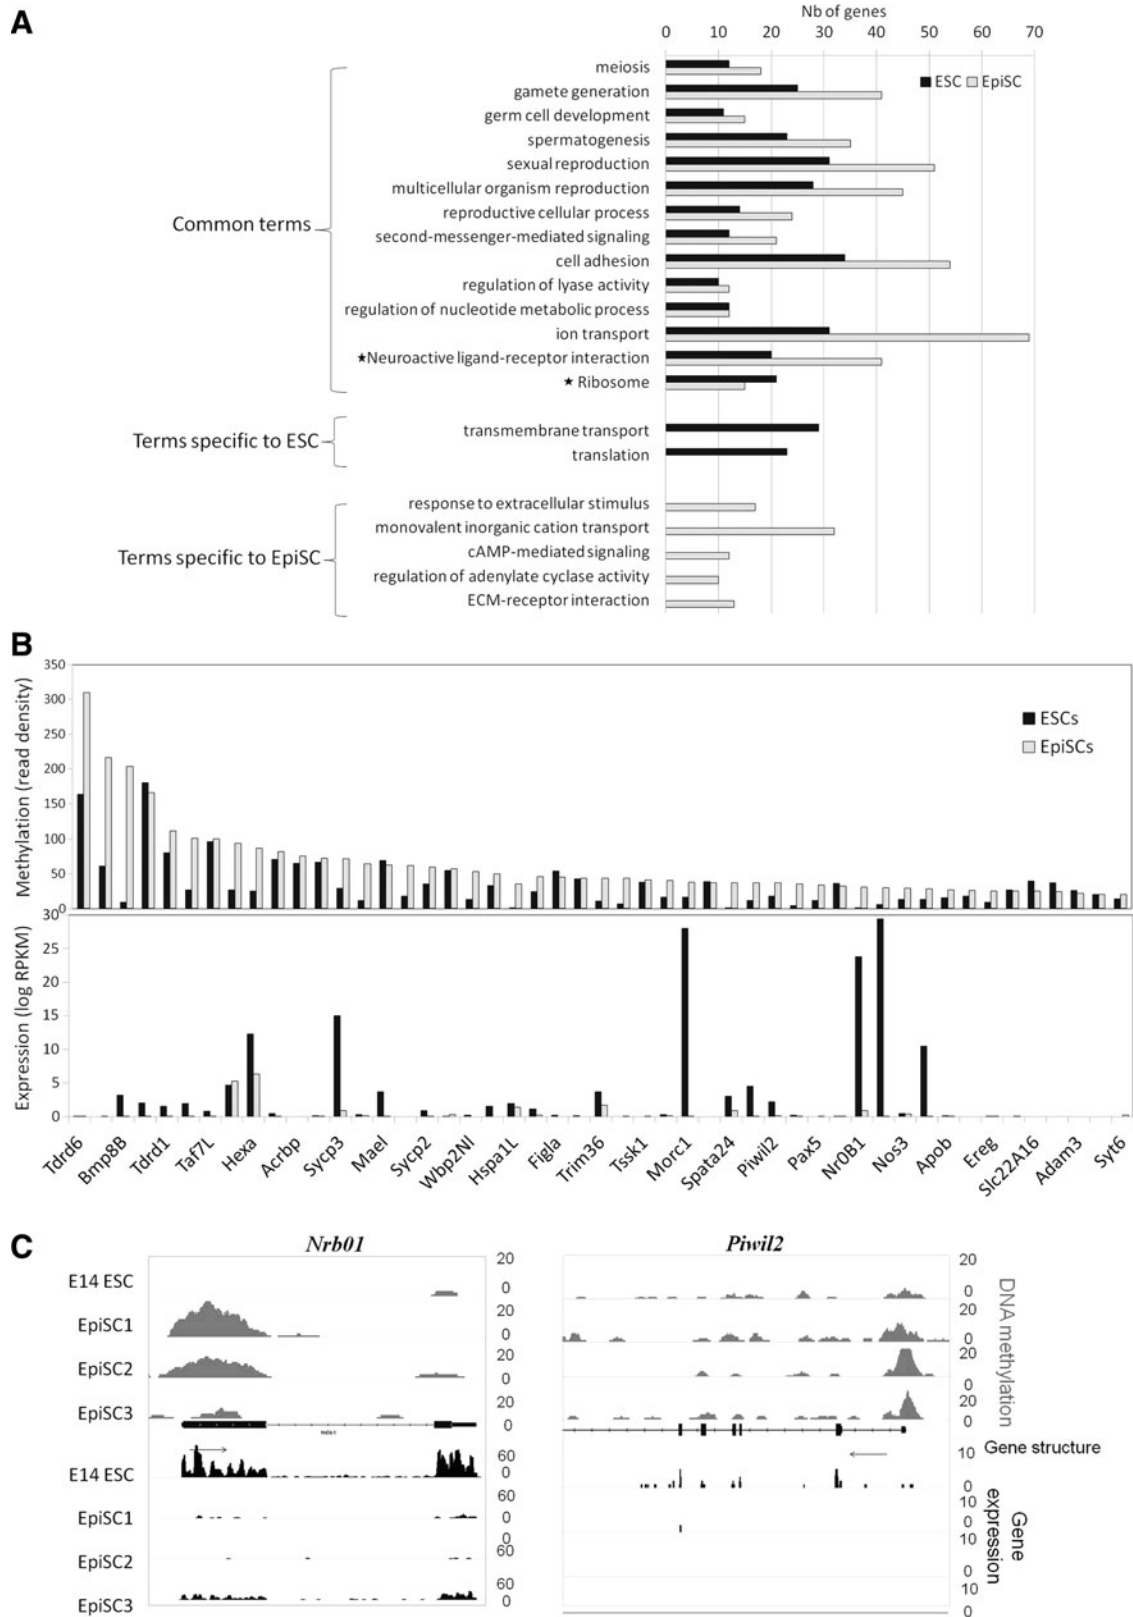 A
Nb of genes
0 10 20 30 40 50 60 70
ESC EpiSC
Common terms
meiosis
gamete generation
germ cell development
spermatogenesis
sexual reproduction
multicellular organism reproduction
reproductive cellular process
second-messenger-mediated signaling
cell adhesion
regulation of lyase activity
regulation of nucleotide metabolic process
ion transport
★Neuroactive ligand-receptor interaction
★ Ribosome
Terms specific to ESC
transmembrane transport
translation
Terms specific to EpiSC
response to extracellular stimulus
monovalent inorganic cation transport
cAMP-mediated signaling
regulation of adenylate cyclase activity
ECM-receptor interaction
B
Methylation (read density)
350
300
250
200
150
100
50
0
ESCs
EpiSCs
Expression (log RPKM)
30
25
20
15
10
5
0
Tdrd6 Bmp8B Tdrd1 Taf7L Hexa Acrbp Sycp3 Mael Sycp2 Wbp2Nl Hspa1L Figla Trim36 Tssk1 Morc1 Spata24 Piwil2 Pax5 Nr0B1 Nos3 Apob Ereg Slc22A16 Adam3 Syt6
C
Nrb01
E14 ESC
EpiSC1
EpiSC2
EpiSC3
20
0
20
0
20
0
20
0
E14 ESC
EpiSC1
EpiSC2
EpiSC3
60
0
60
0
60
0
60
0
Piwil2
20
0
20
0
20
0
20
0
DNA methylation
Gene structure
10
0
10
0
10
0
10
0
Gene expression